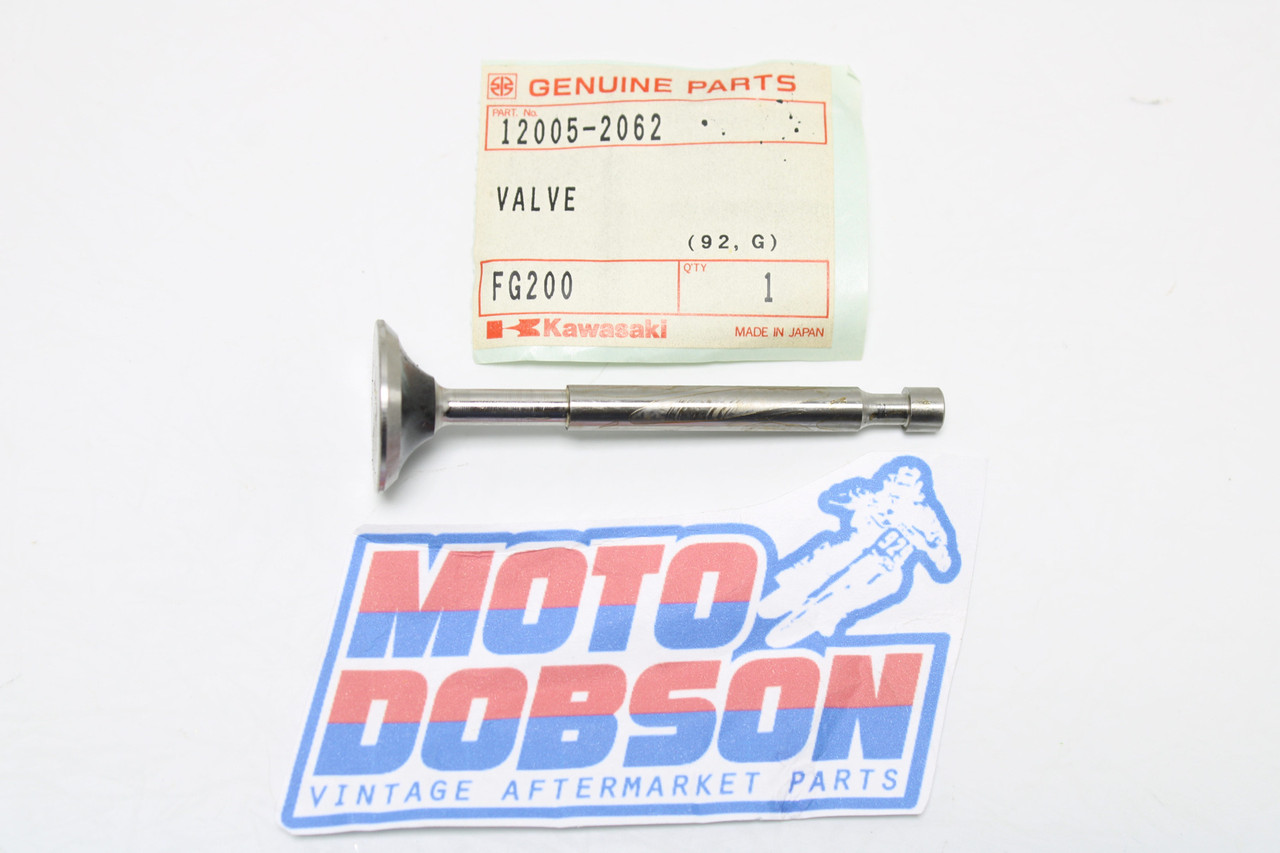 GENUINE PARTS
PART. No.
12005-2062
VALVE
(92, G)
FG200
Q'TY
1
Kawasaki
MADE IN JAPAN
MOTO
DOBSON
VINTAGE AFTERMARKET PARTS